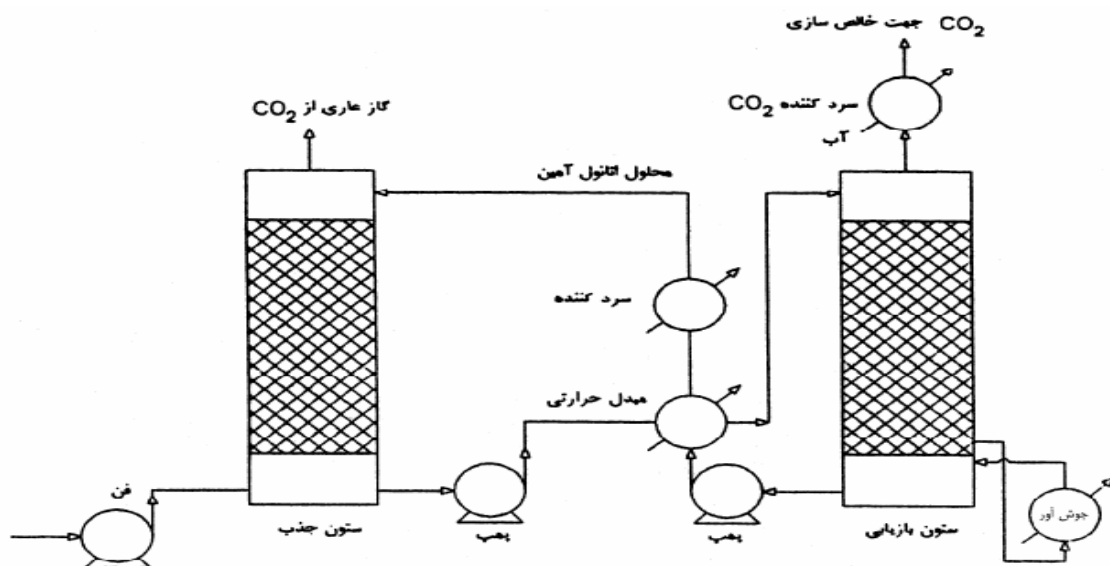 CO2 جهت خالص سازی
سرد کننده CO2
آب
گاز عاری از CO2
محلول اتانول آمین
سرد کننده
مبدل حرارتی
فن
ستون جذب
پمپ
پمپ
ستون بازیابی
جوش آور